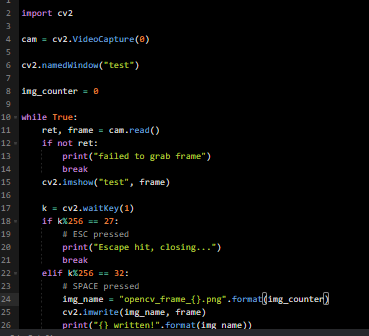 1
2 import cv2
3
4 cam = cv2.VideoCapture(0)
5
6 cv2.namedWindow("test")
7
8 img_counter = 0
9
10 while True:
11     ret, frame = cam.read()
12     if not ret:
13         print("failed to grab frame")
14         break
15     cv2.imshow("test", frame)
16
17     k = cv2.waitKey(1)
18     if k%256 == 27:
19         # ESC pressed
20         print("Escape hit, closing...")
21         break
22     elif k%256 == 32:
23         # SPACE pressed
24         img_name = "opencv_frame_{}.png".format(img_counter)
25         cv2.imwrite(img_name, frame)
26         print("{} written!".format(img_name))